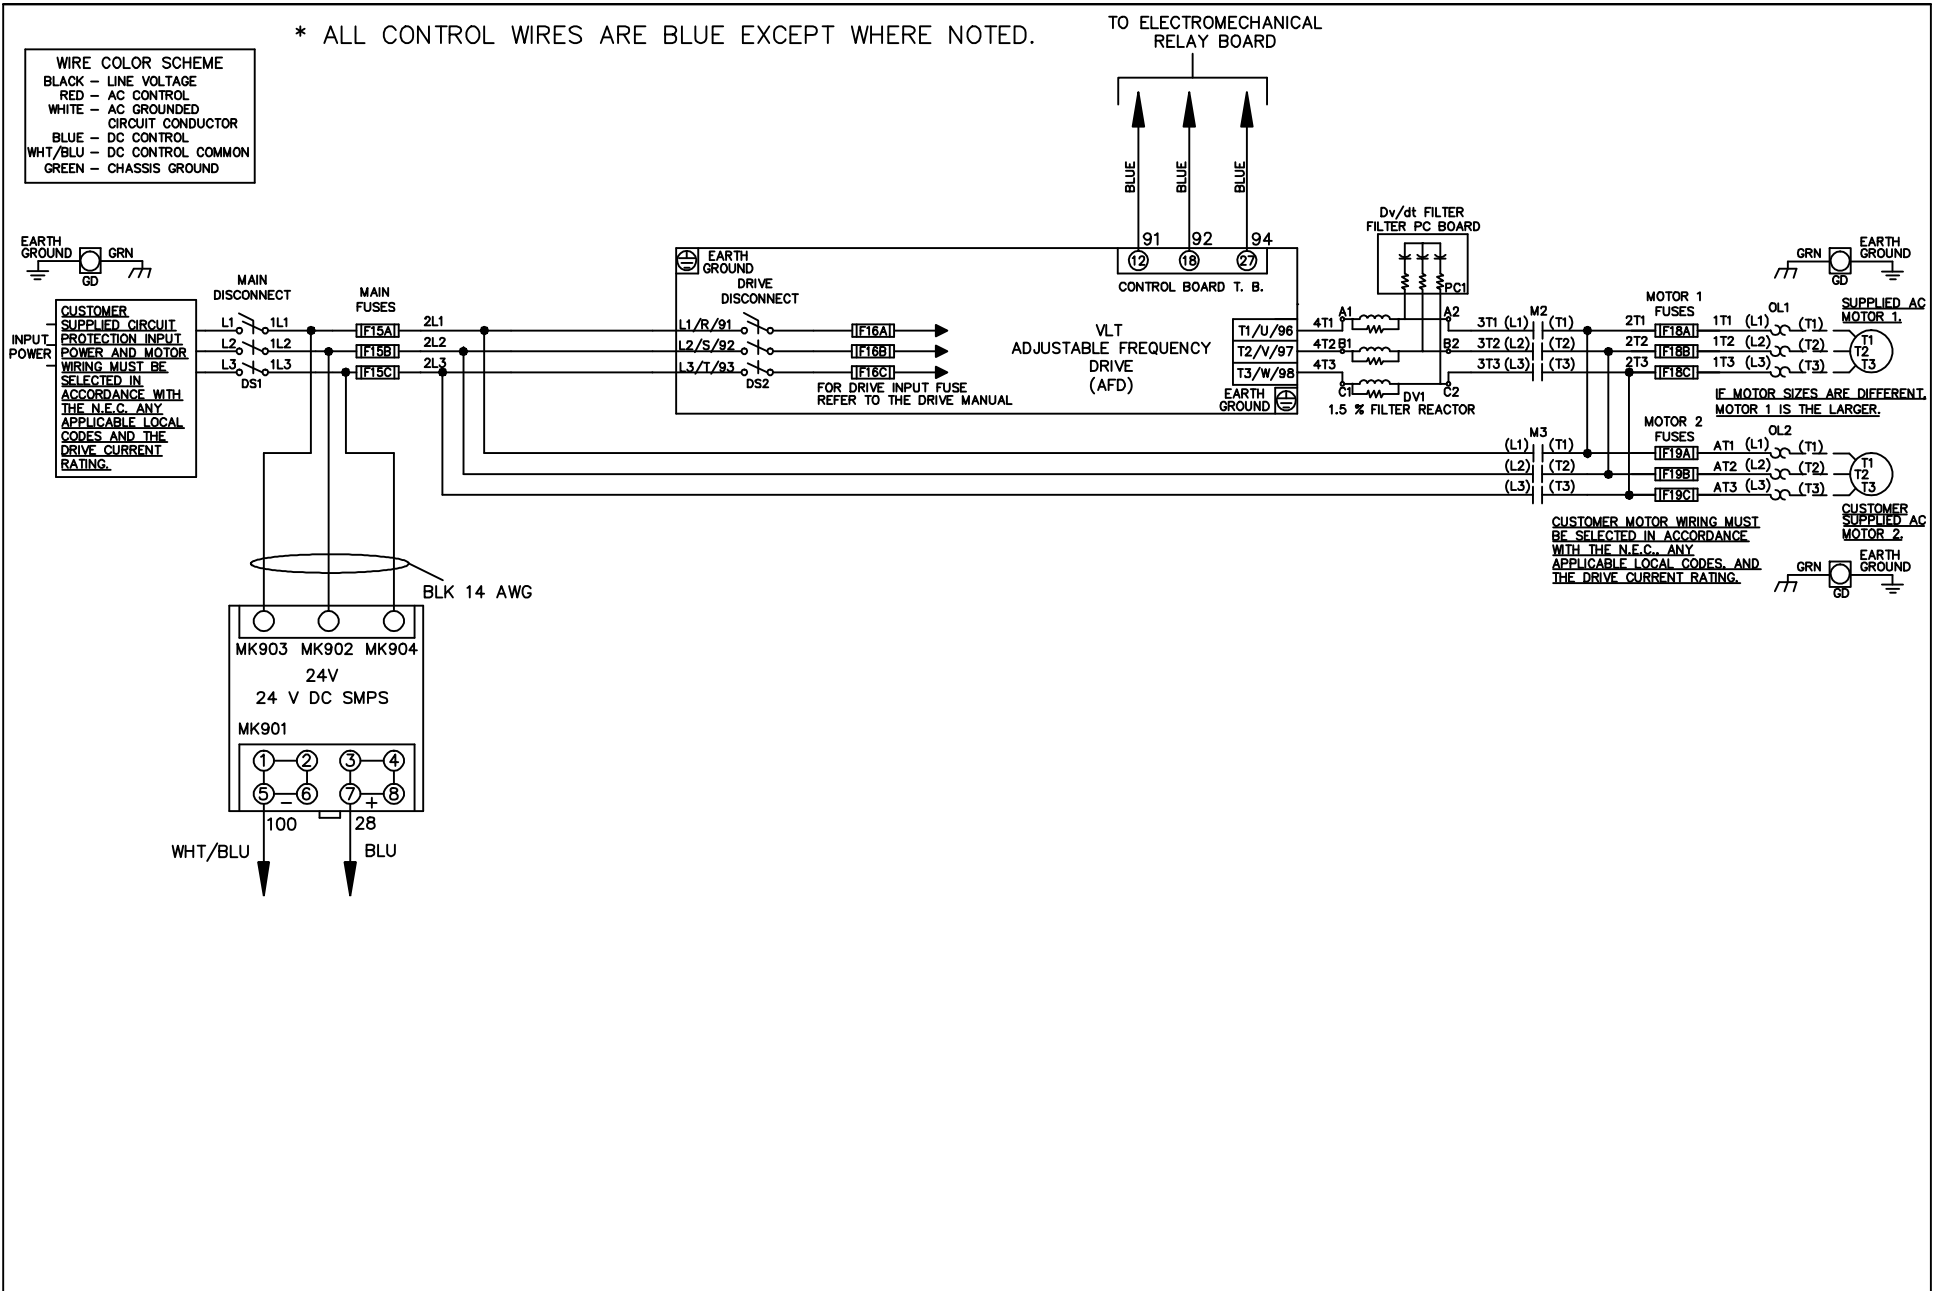 * ALL CONTROL WIRES ARE BLUE EXCEPT WHERE NOTED.
TO ELECTROMECHANICAL
RELAY BOARD
WIRE COLOR SCHEME
BLACK – LINE VOLTAGE
RED – AC CONTROL
WHITE – AC GROUNDED
CIRCUIT CONDUCTOR
BLUE – DC CONTROL
WHT/BLU – DC CONTROL COMMON
GREEN – CHASSIS GROUND
BLUE
BLUE
BLUE
91 92 94
12 18 27
CONTROL BOARD T. B.
EARTH
GROUND
GRN
GD
INPUT
POWER
CUSTOMER
SUPPLIED CIRCUIT
PROTECTION INPUT
POWER AND MOTOR
WIRING MUST BE
SELECTED IN
ACCORDANCE WITH
THE N.E.C. ANY
APPLICABLE LOCAL
CODES AND THE
DRIVE CURRENT
RATING.
MAIN
DISCONNECT
L1 1L1
L2 1L2
L3 1L3
DS1
MAIN
FUSES
F15A
F15B
F15C
2L1
2L2
2L3
EARTH
GROUND
DRIVE
DISCONNECT
L1/R/91
L2/S/92
L3/T/93
DS2
F16A
F16B
F16C
FOR DRIVE INPUT FUSE
REFER TO THE DRIVE MANUAL
VLT
ADJUSTABLE FREQUENCY
DRIVE
(AFD)
T1/U/96
T2/V/97
T3/W/98
EARTH
GROUND
Dv/dt FILTER
FILTER PC BOARD
PC1
4T1 A1 A2
4T2 B1 B2
4T3
C1 C2
DV1
1.5 % FILTER REACTOR
M2
3T1 (L1) (T1)
3T2 (L2) (T2)
3T3 (L3) (T3)
MOTOR 1
FUSES
2T1 F18A 1T1 (L1) (T1)
2T2 F18B 1T2 (L2) (T2)
2T3 F18C 1T3 (L3) (T3)
OL1
GRN
GD
EARTH
GROUND
SUPPLIED AC
MOTOR 1.
T1
T2
T3
IF MOTOR SIZES ARE DIFFERENT,
MOTOR 1 IS THE LARGER.
M3
(L1) (T1)
(L2) (T2)
(L3) (T3)
MOTOR 2
FUSES
F19A AT1 (L1) (T1)
F19B AT2 (L2) (T2)
F19C AT3 (L3) (T3)
OL2
T1
T2
T3
CUSTOMER
SUPPLIED AC
MOTOR 2.
CUSTOMER MOTOR WIRING MUST
BE SELECTED IN ACCORDANCE
WITH THE N.E.C., ANY
APPLICABLE LOCAL CODES, AND
THE DRIVE CURRENT RATING.
GRN
GD
EARTH
GROUND
BLK 14 AWG
MK903 MK902 MK904
24V
24 V DC SMPS
MK901
1 2 3 4
5 – 6 7 + 8
100 28
WHT/BLU BLU